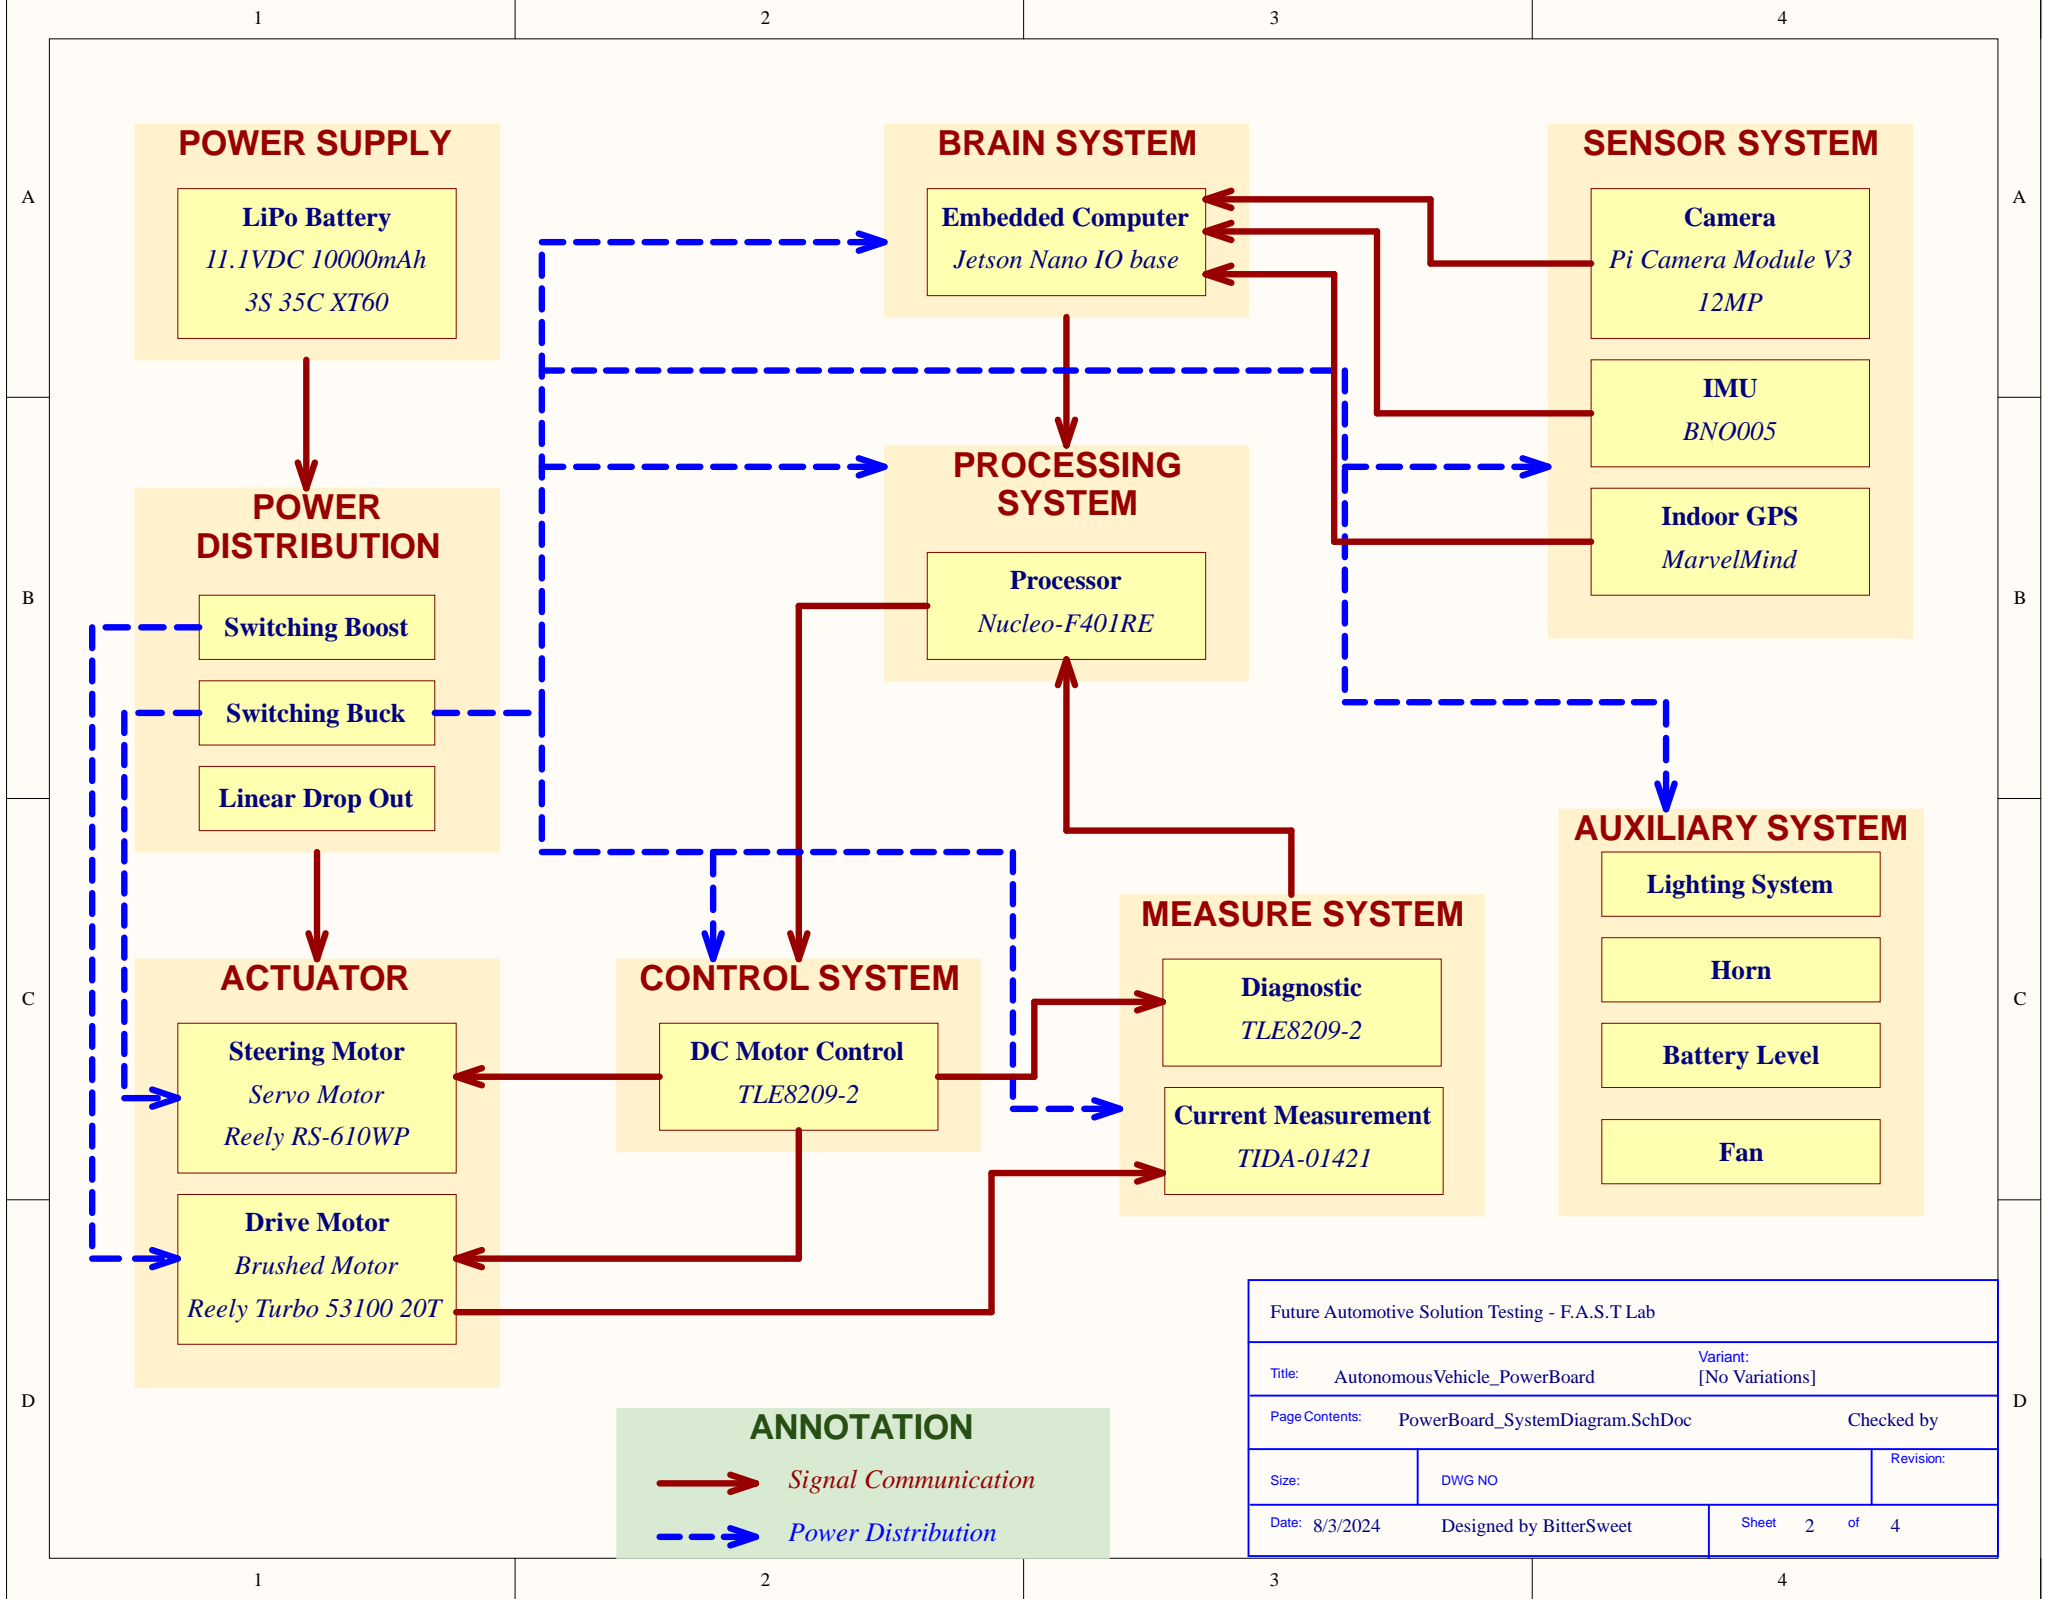 1
2
3
4
A
A
B
B
C
C
D
D
POWER SUPPLY
LiPo Battery
11.1VDC 10000mAh
3S 35C XT60
BRAIN SYSTEM
Embedded Computer
Jetson Nano IO base
SENSOR SYSTEM
Camera
Pi Camera Module V3
12MP
IMU
BNO005
Indoor GPS
MarvelMind
POWER
DISTRIBUTION
Switching Boost
Switching Buck
Linear Drop Out
PROCESSING
SYSTEM
Processor
Nucleo-F401RE
ACTUATOR
Steering Motor
Servo Motor
Reely RS-610WP
Drive Motor
Brushed Motor
Reely Turbo 53100 20T
CONTROL SYSTEM
DC Motor Control
TLE8209-2
MEASURE SYSTEM
Diagnostic
TLE8209-2
Current Measurement
TIDA-01421
AUXILIARY SYSTEM
Lighting System
Horn
Battery Level
Fan
ANNOTATION
Signal Communication
Power Distribution
Future Automotive Solution Testing - F.A.S.T Lab
Title: AutonomousVehicle_PowerBoard
Variant:
[No Variations]
Page Contents: PowerBoard_SystemDiagram.SchDoc Checked by
Size: DWG NO Revision:
Date: 8/3/2024 Designed by BitterSweet Sheet 2 of 4
1
2
3
4